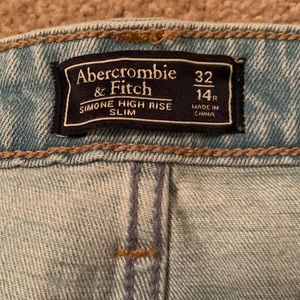 Abercrombie
& Fitch
SIMONE HIGH RISE
SLIM
32
14R
MADE IN
CHINA